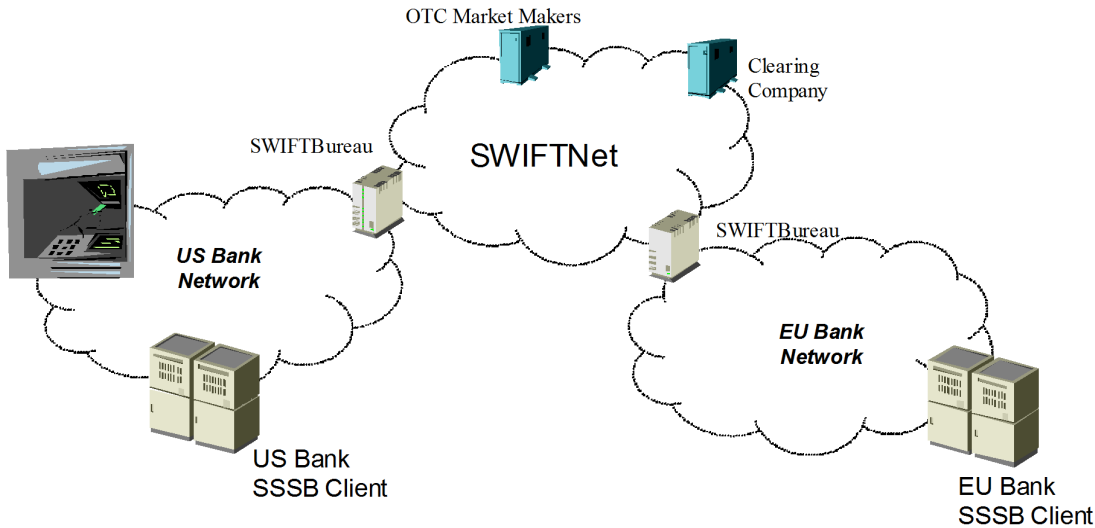 OTC Market Makers
Clearing
Company
SWIFTBureau
SWIFTNet
SWIFTBureau
US Bank
Network
EU Bank
Network
US Bank
SSSB Client
EU Bank
SSSB Client